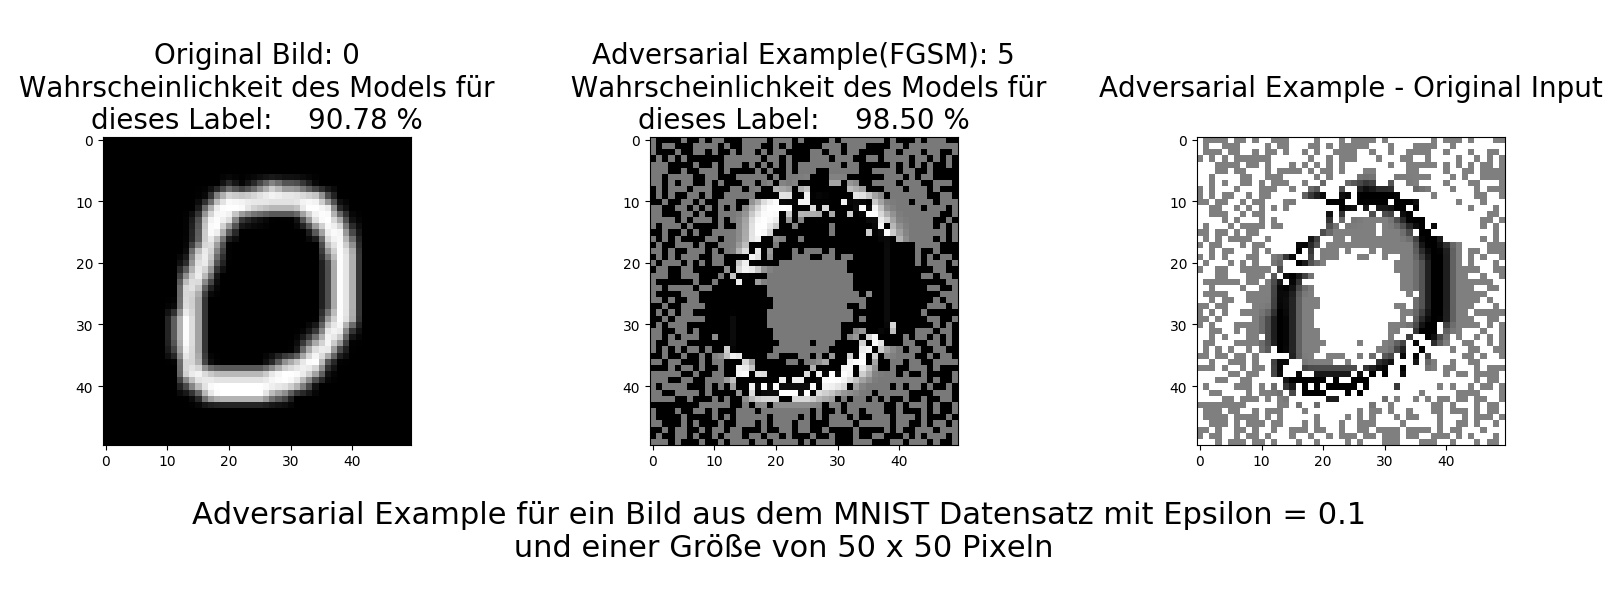 Original Bild: 0
Wahrscheinlichkeit des Models für
dieses Label: 90.78 %
0
10
20
30
40
0 10 20 30 40
Adversarial Example(FGSM): 5
Wahrscheinlichkeit des Models für
dieses Label: 98.50 %
0
10
20
30
40
0 10 20 30 40
Adversarial Example - Original Input
0
10
20
30
40
0 10 20 30 40
Adversarial Example für ein Bild aus dem MNIST Datensatz mit Epsilon = 0.1
und einer Größe von 50 x 50 Pixeln